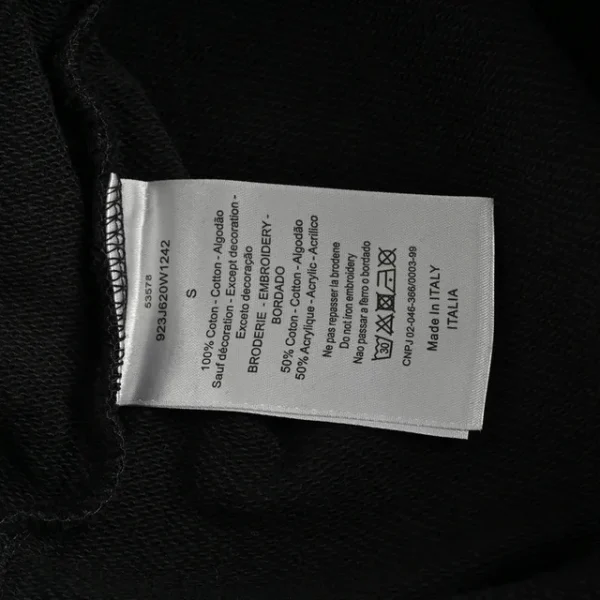 53578
923J620W1242
S
100% Coton - Cotton - Algodão
Sauf décoration - Except decoration -
Exceto decoração
BRODERIE - EMBROIDERY -
BORDADO
50% Coton - Cotton - Algodão
50% Acrylique - Acrylic - Acrílico
Ne pas repasser la broderie
Do not iron embroidery
Nao passar a ferro o bordado
30
CNPJ 02-046-366/0003-99
Made in ITALY
ITALIA